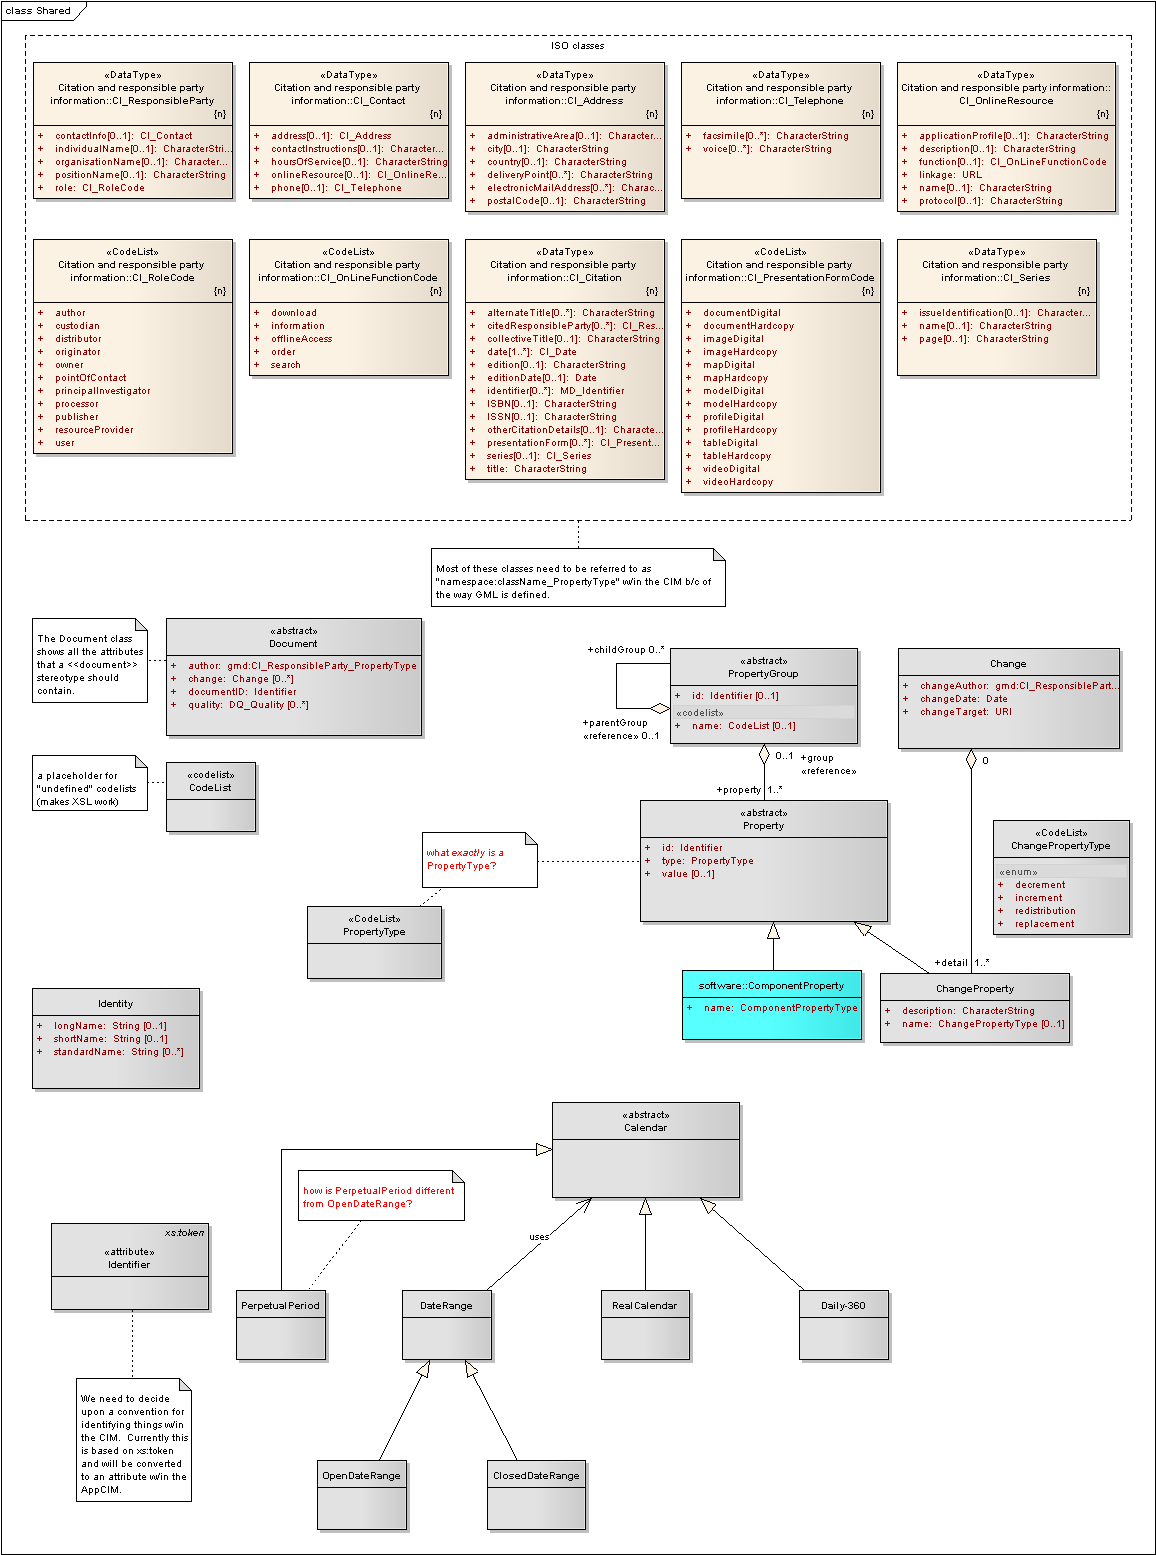 class Shared
ISO classes
«DataType»
Citation and responsible party
information::CI_ResponsibleParty
{n}
+ contactInfo[0..1]: CI_Contact
+ individualName[0..1]: CharacterStri...
+ organisationName[0..1]: Character...
+ positionName[0..1]: CharacterString
+ role: CI_RoleCode
«DataType»
Citation and responsible party
information::CI_Contact
{n}
+ address[0..1]: CI_Address
+ contactInstructions[0..1]: Character...
+ hoursOfService[0..1]: CharacterString
+ onlineResource[0..1]: CI_OnlineRe...
+ phone[0..1]: CI_Telephone
«DataType»
Citation and responsible party
information::CI_Address
{n}
+ administrativeArea[0..1]: Character...
+ city[0..1]: CharacterString
+ country[0..1]: CharacterString
+ deliveryPoint[0..*]: CharacterString
+ electronicMailAddress[0..*]: Charac...
+ postalCode[0..1]: CharacterString
«DataType»
Citation and responsible party
information::CI_Telephone
{n}
+ facsimile[0..*]: CharacterString
+ voice[0..*]: CharacterString
«DataType»
Citation and responsible party information::
CI_OnlineResource
{n}
+ applicationProfile[0..1]: CharacterString
+ description[0..1]: CharacterString
+ function[0..1]: CI_OnLineFunctionCode
+ linkage: URL
+ name[0..1]: CharacterString
+ protocol[0..1]: CharacterString
«CodeList»
Citation and responsible party
information::CI_RoleCode
{n}
+ author
+ custodian
+ distributor
+ originator
+ owner
+ pointOfContact
+ principalInvestigator
+ processor
+ publisher
+ resourceProvider
+ user
«CodeList»
Citation and responsible party
information::CI_OnLineFunctionCode
{n}
+ download
+ information
+ offlineAccess
+ order
+ search
«DataType»
Citation and responsible party
information::CI_Citation
{n}
+ alternateTitle[0..*]: CharacterString
+ citedResponsibleParty[0..*]: CI_Res...
+ collectiveTitle[0..1]: CharacterString
+ date[1..*]: CI_Date
+ edition[0..1]: CharacterString
+ editionDate[0..1]: Date
+ identifier[0..*]: MD_Identifier
+ ISBN[0..1]: CharacterString
+ ISSN[0..1]: CharacterString
+ otherCitationDetails[0..1]: Characte...
+ presentationForm[0..*]: CI_Present...
+ series[0..1]: CI_Series
+ title: CharacterString
«CodeList»
Citation and responsible party
information::CI_PresentationFormCode
{n}
+ documentDigital
+ documentHardcopy
+ imageDigital
+ imageHardcopy
+ mapDigital
+ mapHardcopy
+ modelDigital
+ modelHardcopy
+ profileDigital
+ profileHardcopy
+ tableDigital
+ tableHardcopy
+ videoDigital
+ videoHardcopy
«DataType»
Citation and responsible party
information::CI_Series
{n}
+ issueIdentification[0..1]: Character...
+ name[0..1]: CharacterString
+ page[0..1]: CharacterString
Most of these classes need to be referred to as
"namespace:className_PropertyType" w/in the CIM b/c of
the way GML is defined.
The Document class
shows all the attributes
that a <<document>>
stereotype should
contain.
«abstract»
Document
+ author: gmd:CI_ResponsibleParty_PropertyType
+ change: Change [0..*]
+ documentID: Identifier
+ quality: DQ_Quality [0..*]
+childGroup 0..*
+parentGroup
«reference» 0..1
«abstract»
PropertyGroup
+ id: Identifier [0..1]
«codelist»
+ name: CodeList [0..1]
Change
+ changeAuthor: gmd:CI_ResponsiblePart...
+ changeDate: Date
+ changeTarget: URI
a placeholder for
"undefined" codelists
(makes XSL work)
«codelist»
CodeList
0..1 +group
«reference»
+property 1..*
0
«abstract»
Property
+ id: Identifier
+ type: PropertyType
+ value [0..1]
«CodeList»
ChangePropertyType
«enum»
+ decrement
+ increment
+ redistribution
+ replacement
what exactly is a
PropertyType?
«CodeList»
PropertyType
+detail 1..*
software::ComponentProperty
+ name: ComponentPropertyType
ChangeProperty
+ description: CharacterString
+ name: ChangePropertyType [0..1]
Identity
+ longName: String [0..1]
+ shortName: String [0..1]
+ standardName: String [0..*]
«abstract»
Calendar
how is PerpetualPeriod different
from OpenDateRange?
uses
xs:token
«attribute»
Identifier
PerpetualPeriod
DateRange
RealCalendar
Daily-360
We need to decide
upon a convention for
identifying things w/in
the CIM. Currently this
is based on xs:token
and will be converted
to an attribute w/in the
AppCIM.
OpenDateRange
ClosedDateRange